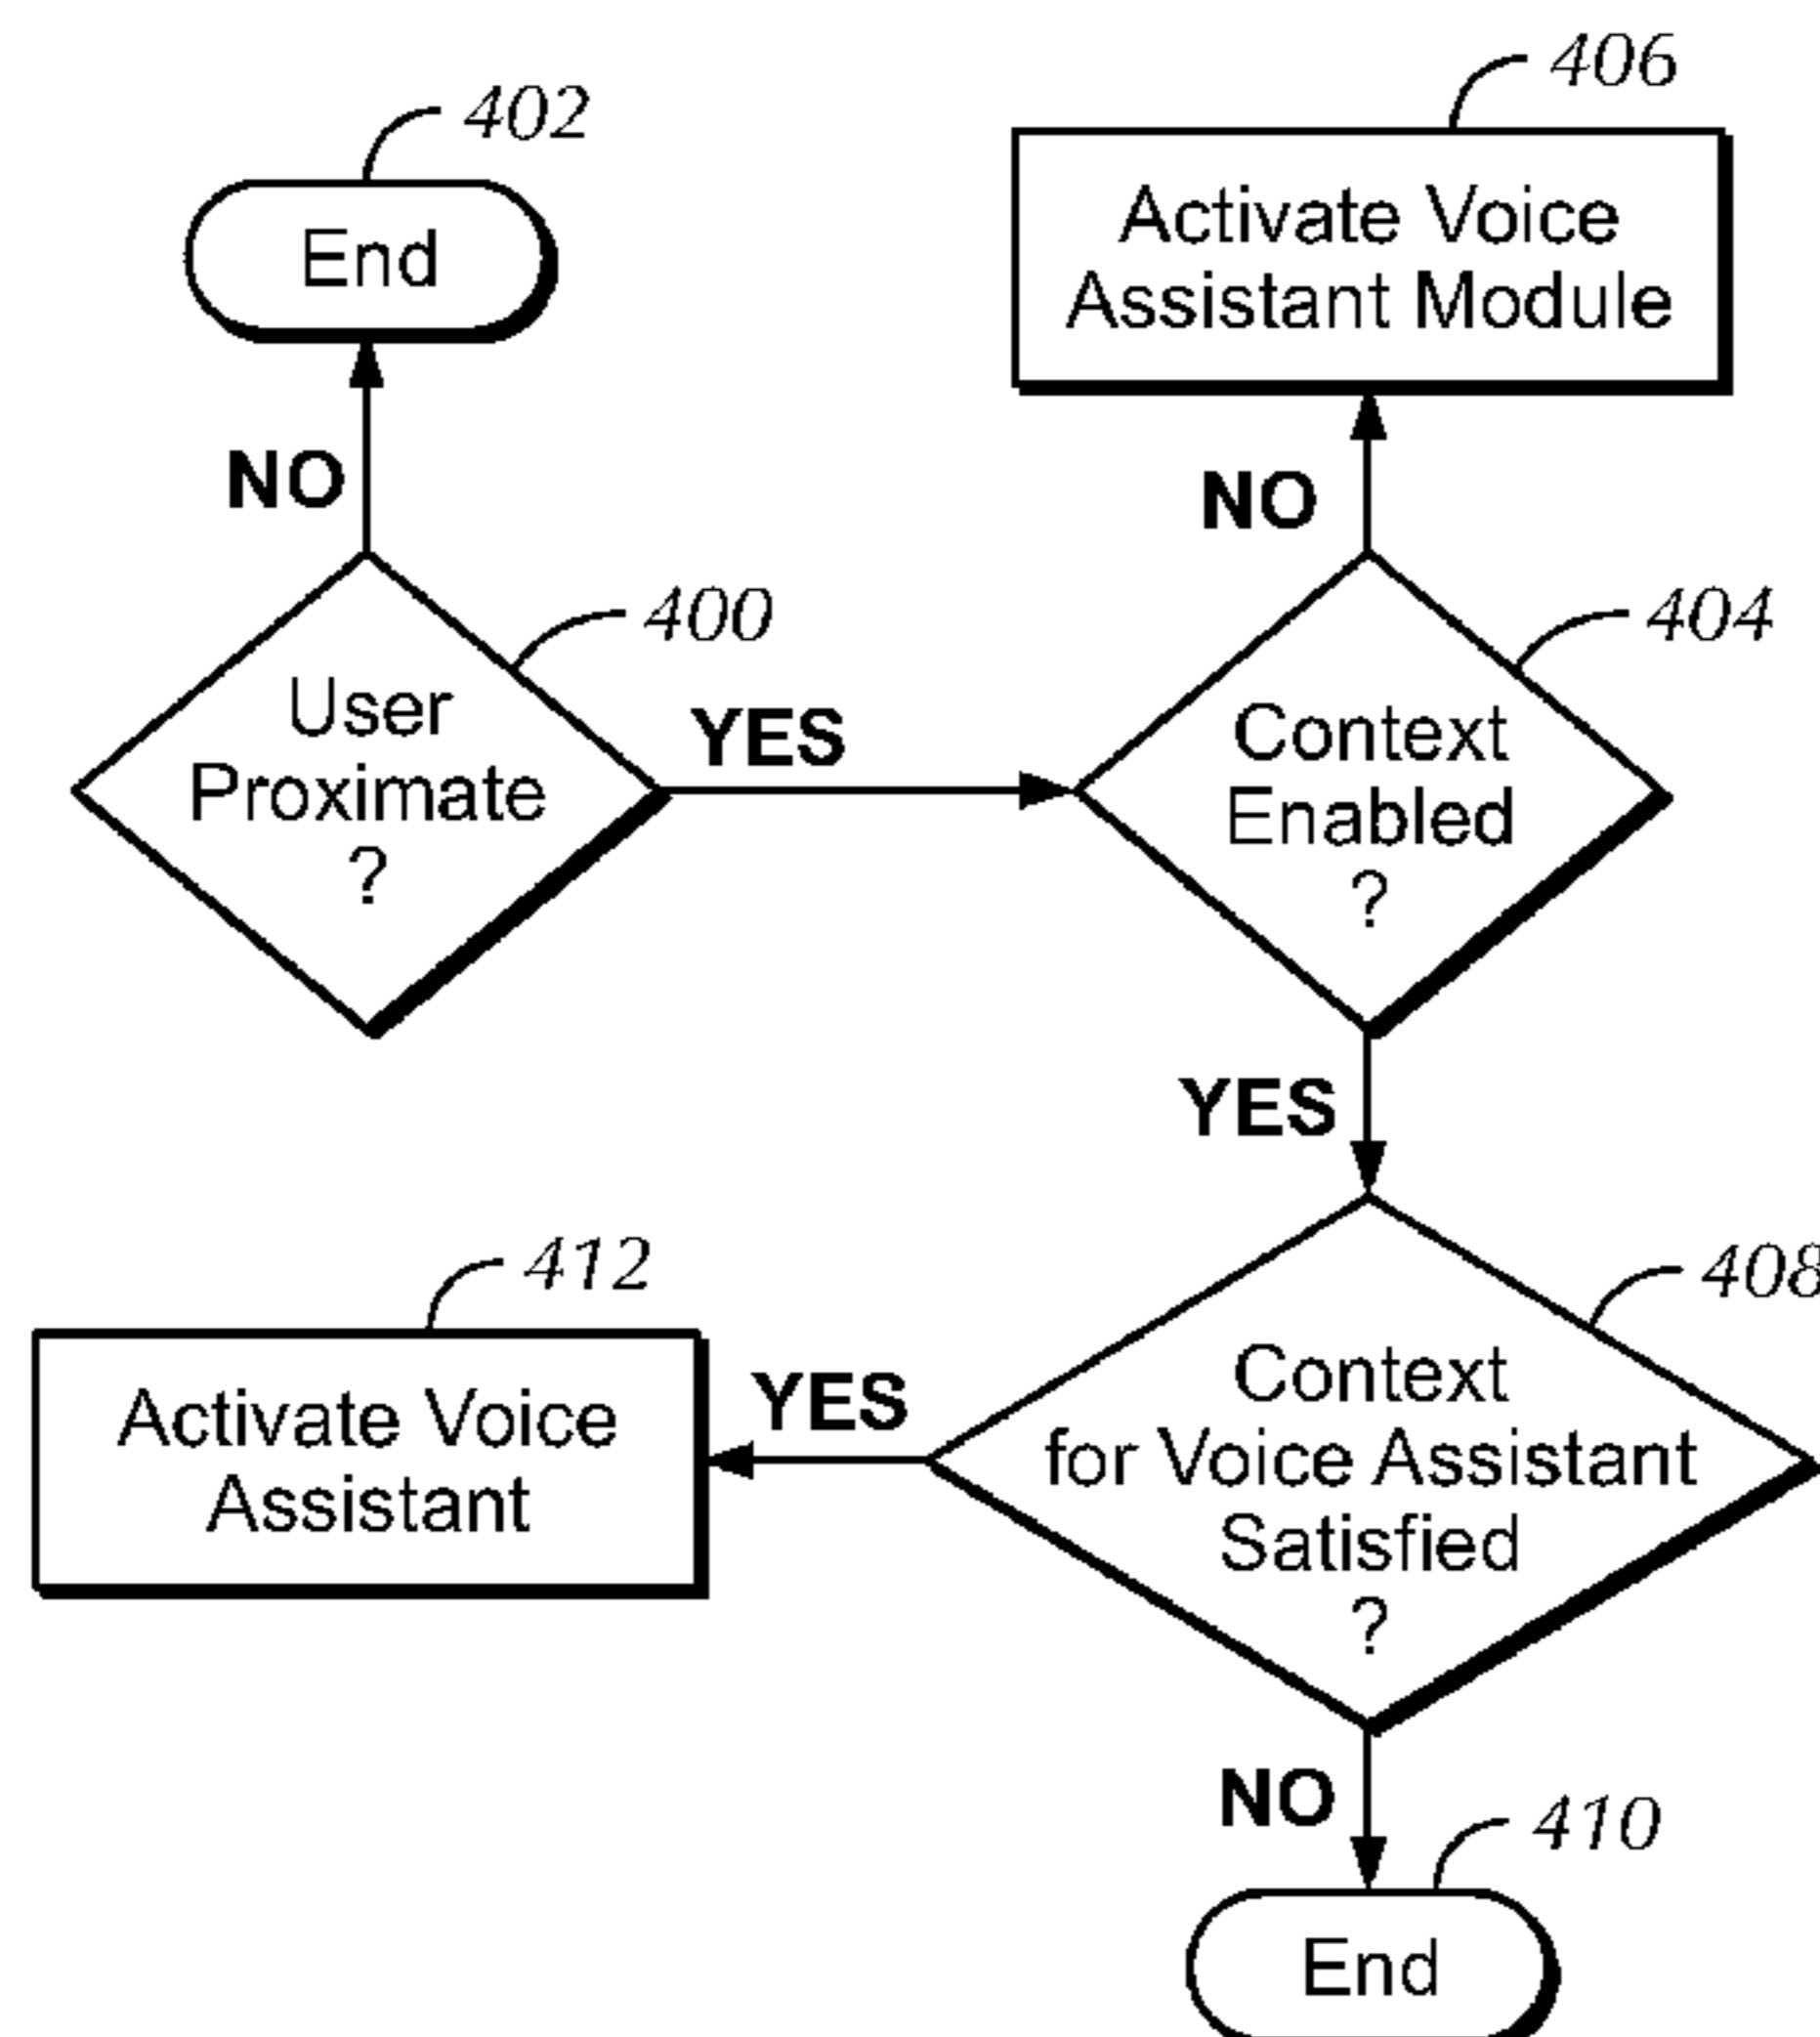 402
End
NO
400
User
Proximate
?
YES
406
Activate Voice
Assistant Module
NO
404
Context
Enabled
?
YES
408
Context
for Voice Assistant
Satisfied
?
YES
412
Activate Voice
Assistant
NO
410
End